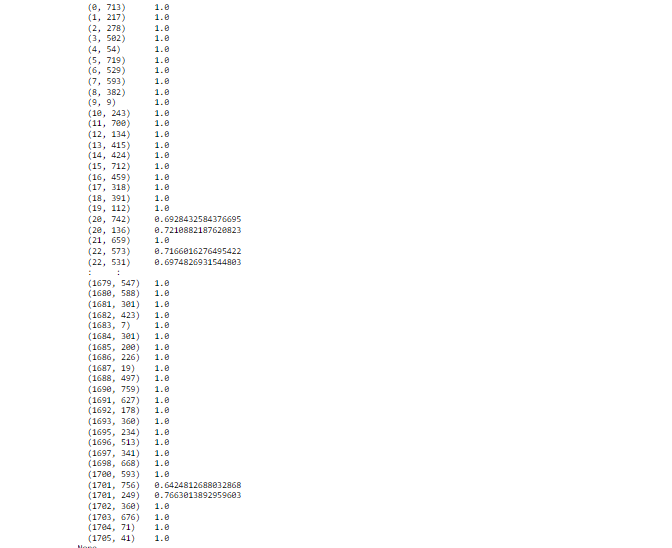 (0, 713) 1.0
(1, 217) 1.0
(2, 278) 1.0
(3, 502) 1.0
(4, 54) 1.0
(5, 719) 1.0
(6, 529) 1.0
(7, 593) 1.0
(8, 382) 1.0
(9, 9) 1.0
(10, 243) 1.0
(11, 700) 1.0
(12, 134) 1.0
(13, 415) 1.0
(14, 424) 1.0
(15, 712) 1.0
(16, 459) 1.0
(17, 318) 1.0
(18, 391) 1.0
(19, 112) 1.0
(20, 742) 0.6928432584376695
(20, 136) 0.7210882187620823
(21, 659) 1.0
(22, 573) 0.7166016276495422
(22, 531) 0.6974826931544803
: :
(1679, 547) 1.0
(1680, 588) 1.0
(1681, 301) 1.0
(1682, 423) 1.0
(1683, 7) 1.0
(1684, 301) 1.0
(1685, 200) 1.0
(1686, 226) 1.0
(1687, 19) 1.0
(1688, 497) 1.0
(1690, 759) 1.0
(1691, 627) 1.0
(1692, 178) 1.0
(1693, 360) 1.0
(1695, 234) 1.0
(1696, 513) 1.0
(1697, 341) 1.0
(1698, 668) 1.0
(1700, 593) 1.0
(1701, 756) 0.6424812688032868
(1701, 249) 0.7663013892959603
(1702, 360) 1.0
(1703, 676) 1.0
(1704, 71) 1.0
(1705, 41) 1.0
None